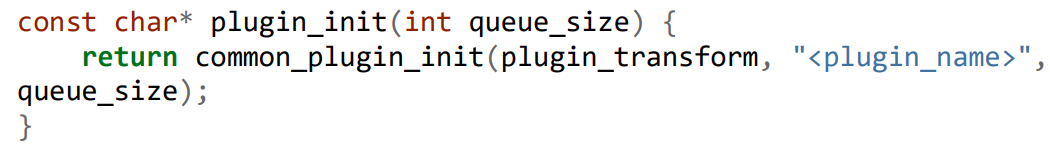 const char* plugin_init(int queue_size) {
    return common_plugin_init(plugin_transform, "<plugin_name>",
queue_size);
}